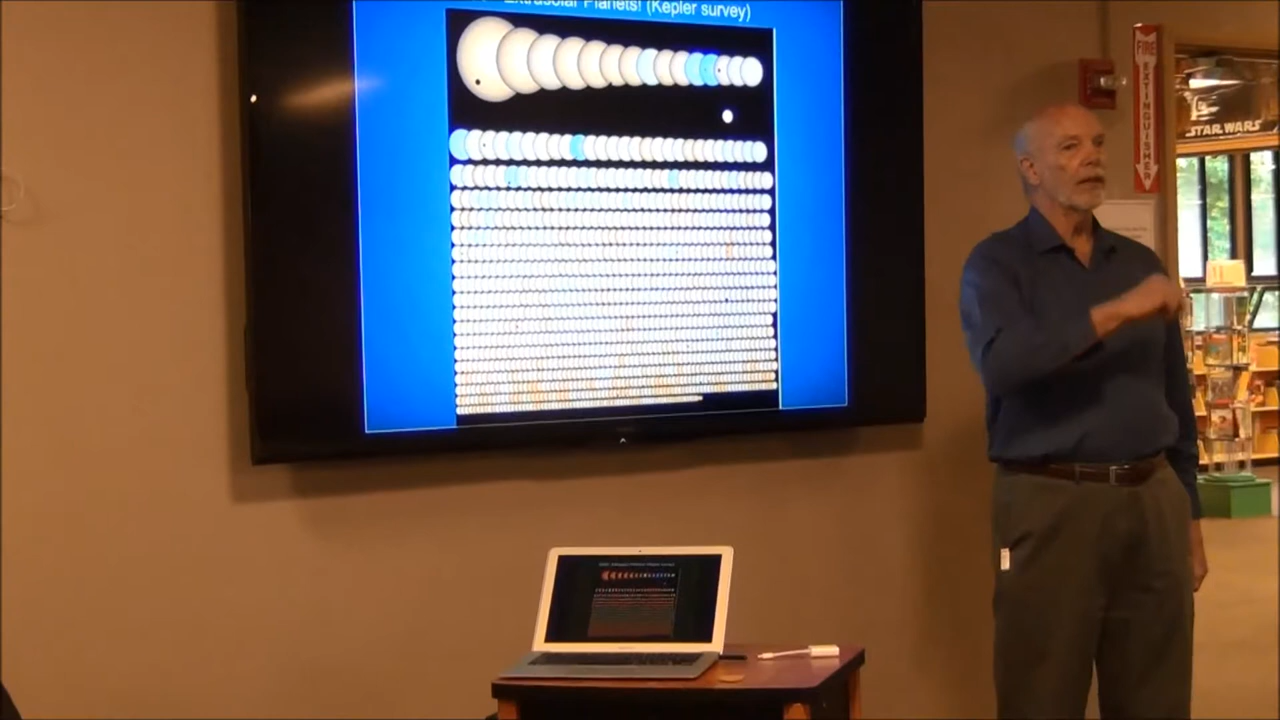 Extrasolar Planets! (Kepler survey)
FIRE EXTINGUISHER
STAR WARS